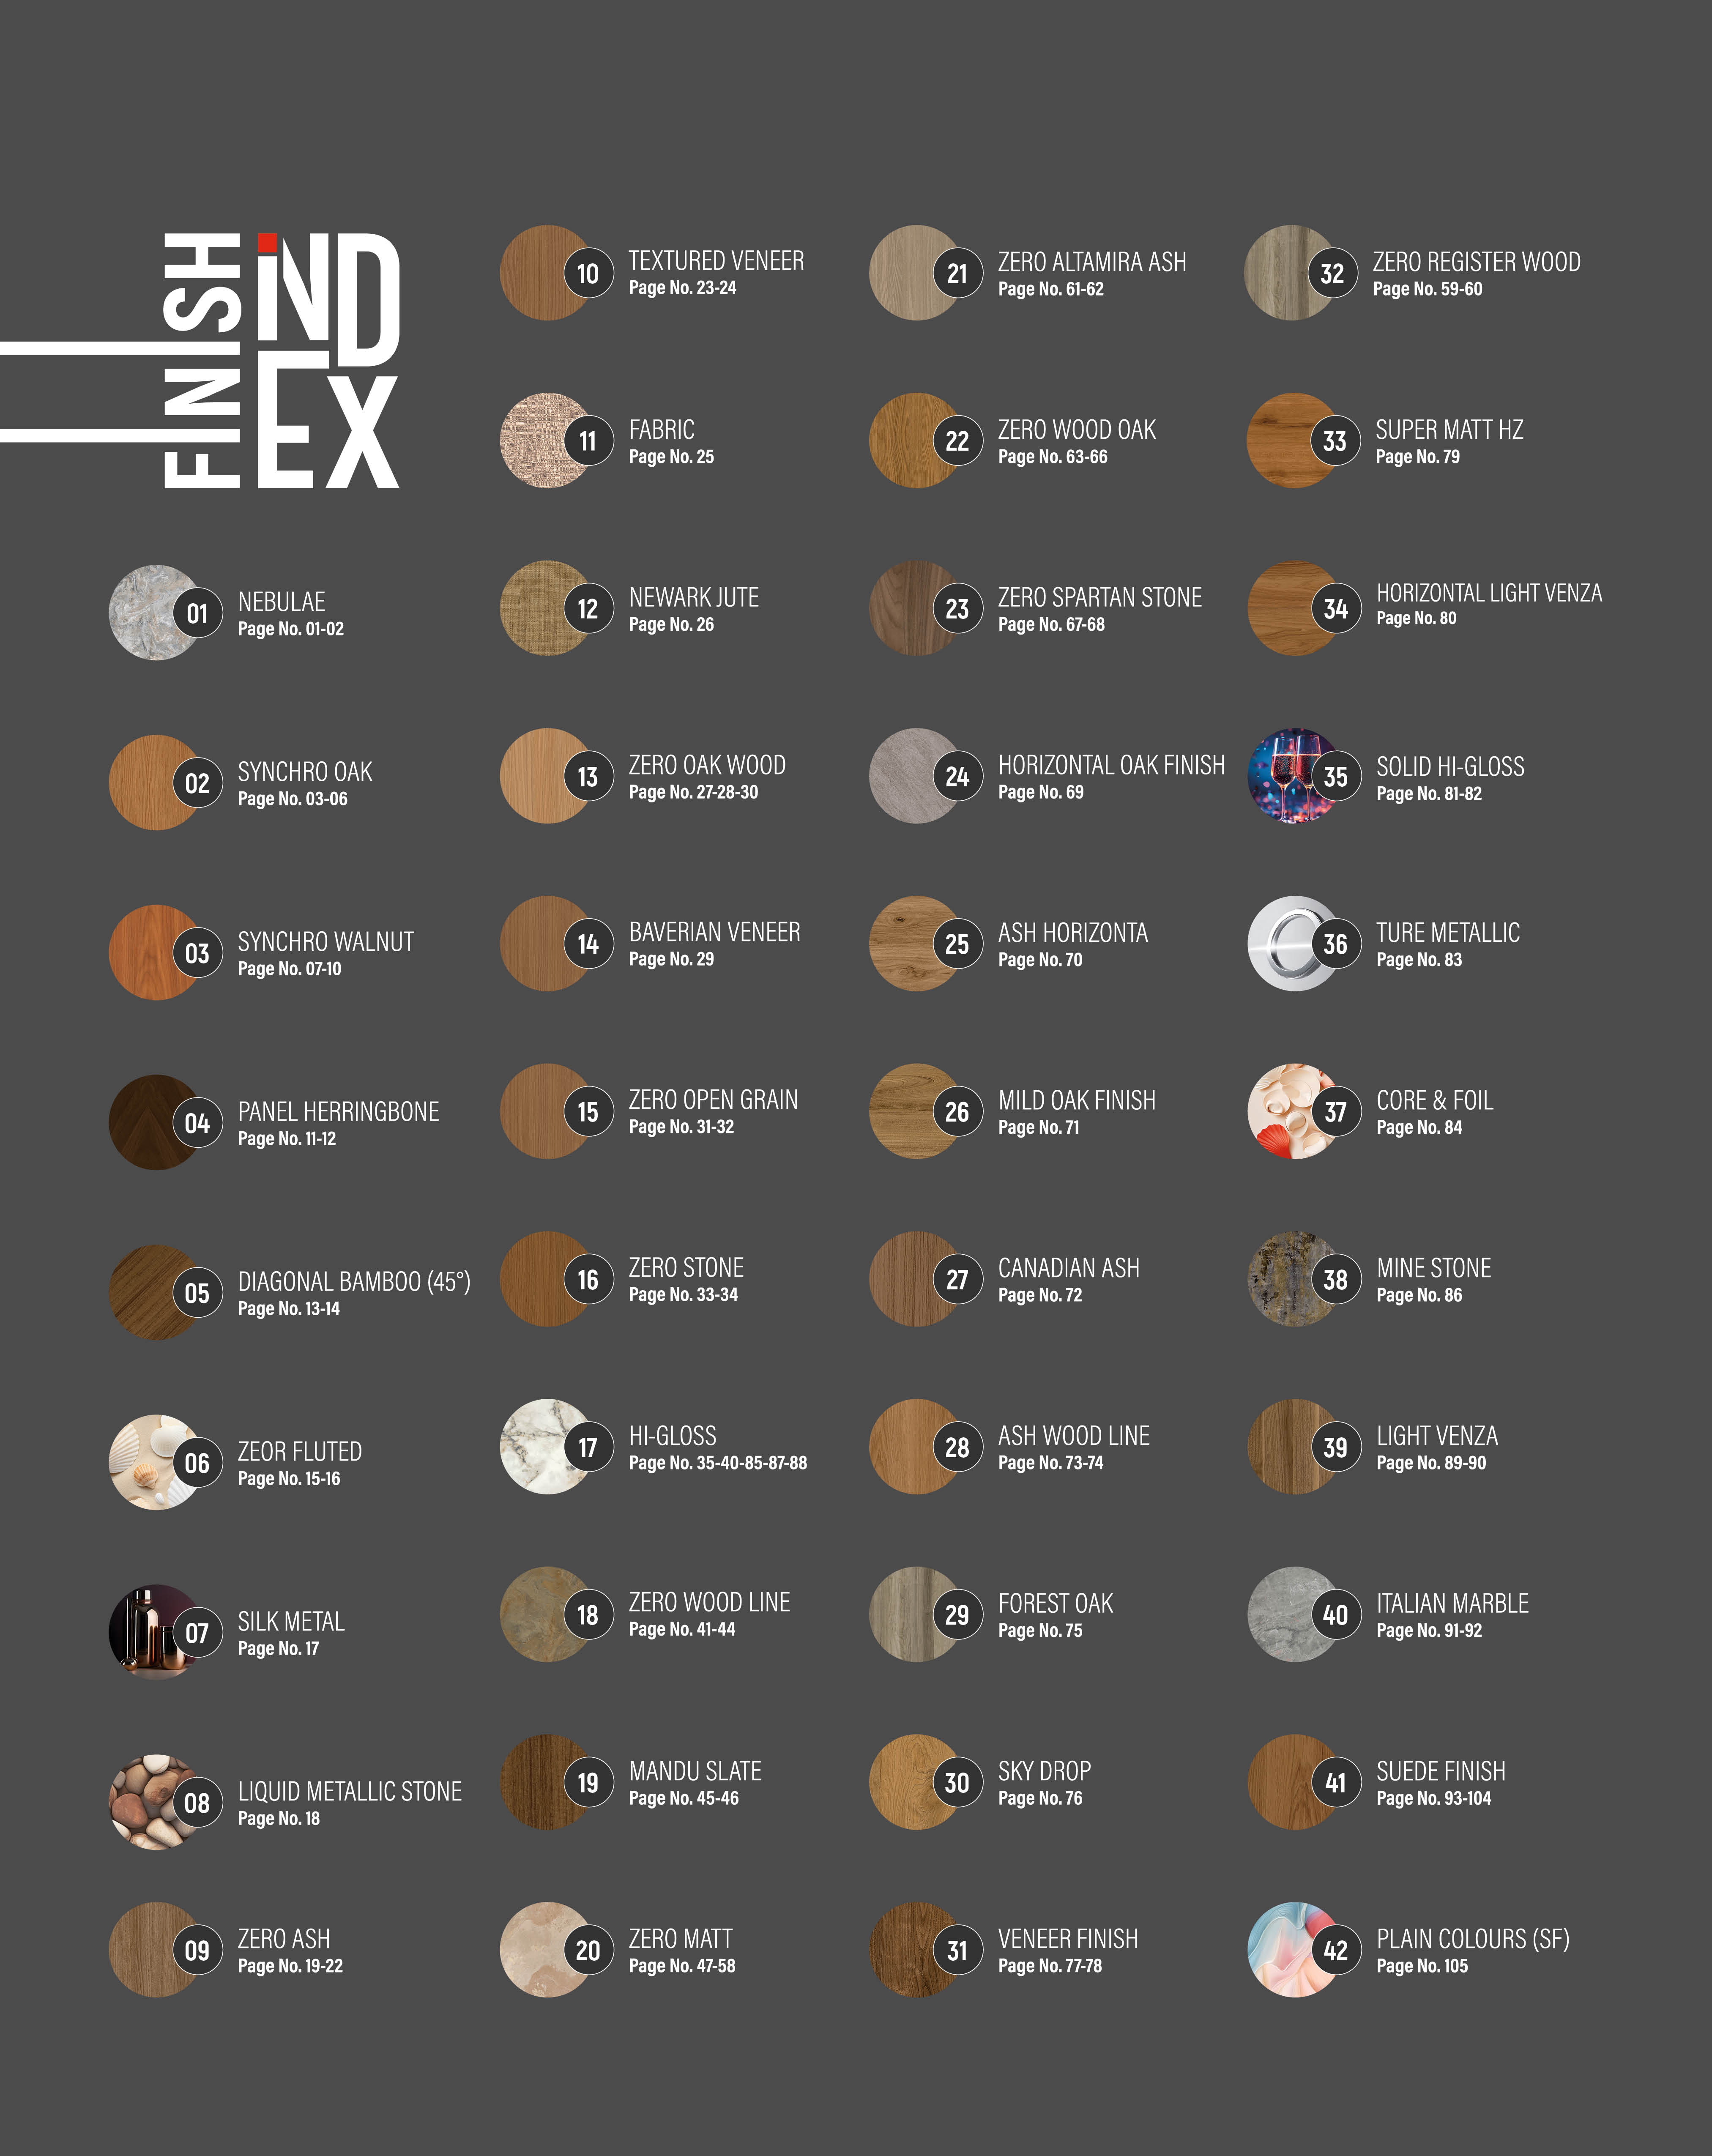 FINISH
iNDEX
01
NEBULAE
Page No. 01-02
02
SYNCHRO OAK
Page No. 03-06
03
SYNCHRO WALNUT
Page No. 07-10
04
PANEL HERRINGBONE
Page No. 11-12
05
DIAGONAL BAMBOO (45°)
Page No. 13-14
06
ZEOR FLUTED
Page No. 15-16
07
SILK METAL
Page No. 17
08
LIQUID METALLIC STONE
Page No. 18
09
ZERO ASH
Page No. 19-22
10
TEXTURED VENEER
Page No. 23-24
11
FABRIC
Page No. 25
12
NEWARK JUTE
Page No. 26
13
ZERO OAK WOOD
Page No. 27-28-30
14
BAVERIAN VENEER
Page No. 29
15
ZERO OPEN GRAIN
Page No. 31-32
16
ZERO STONE
Page No. 33-34
17
HI-GLOSS
Page No. 35-40-85-87-88
18
ZERO WOOD LINE
Page No. 41-44
19
MANDU SLATE
Page No. 45-46
20
ZERO MATT
Page No. 47-58
21
ZERO ALTAMIRA ASH
Page No. 61-62
22
ZERO WOOD OAK
Page No. 63-66
23
ZERO SPARTAN STONE
Page No. 67-68
24
HORIZONTAL OAK FINISH
Page No. 69
25
ASH HORIZONTA
Page No. 70
26
MILD OAK FINISH
Page No. 71
27
CANADIAN ASH
Page No. 72
28
ASH WOOD LINE
Page No. 73-74
29
FOREST OAK
Page No. 75
30
SKY DROP
Page No. 76
31
VENEER FINISH
Page No. 77-78
32
ZERO REGISTER WOOD
Page No. 59-60
33
SUPER MATT HZ
Page No. 79
34
HORIZONTAL LIGHT VENZA
Page No. 80
35
SOLID HI-GLOSS
Page No. 81-82
36
TURE METALLIC
Page No. 83
37
CORE & FOIL
Page No. 84
38
MINE STONE
Page No. 86
39
LIGHT VENZA
Page No. 89-90
40
ITALIAN MARBLE
Page No. 91-92
41
SUEDE FINISH
Page No. 93-104
42
PLAIN COLOURS (SF)
Page No. 105